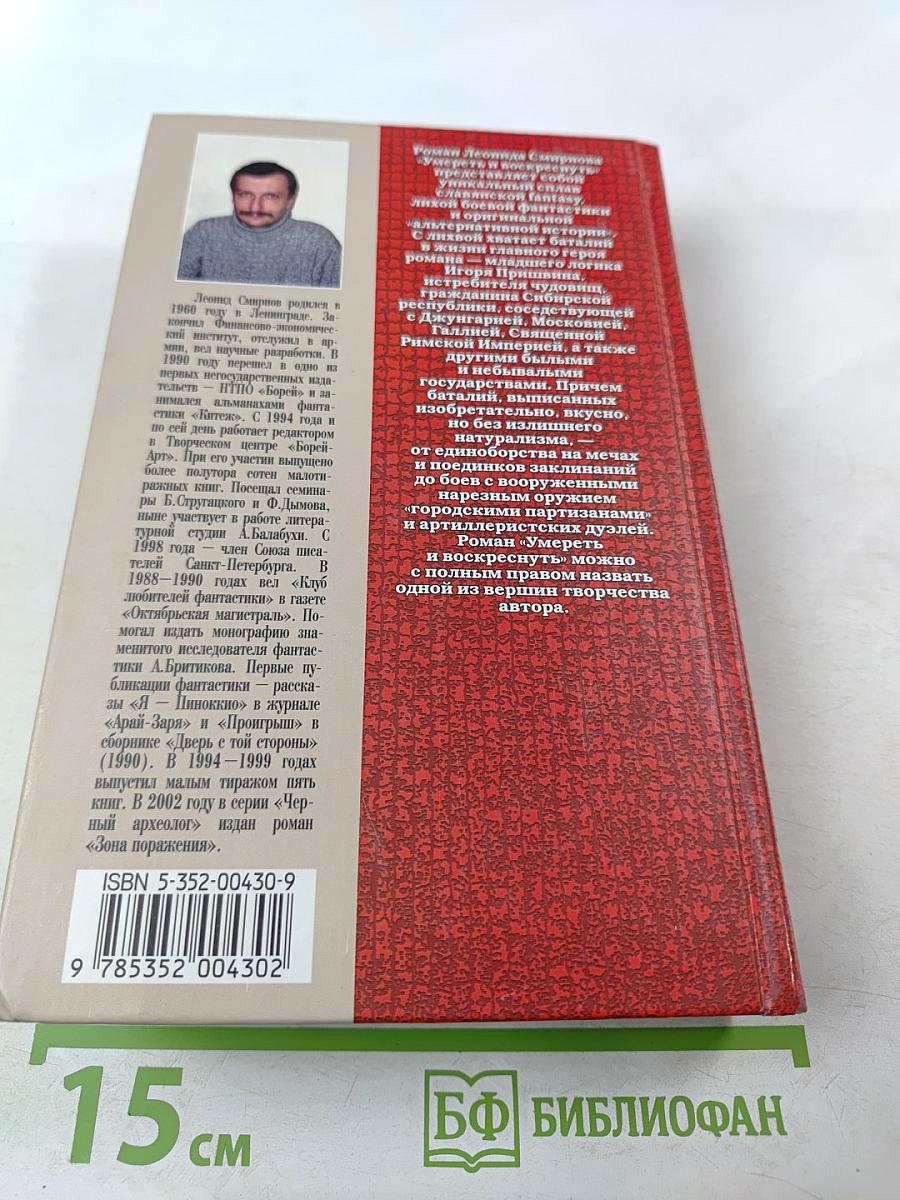 Леонид Смирнов родился в
1960 году в Ленинграде. За-
кончил Финансово-экономичес-
кий институт, отслужил в ар-
мии, вел научные разработки. В
1990 году перешел в одно из
первых негосударственных изда-
тельств — НТПО «Борей» и за-
нимался альманахами фанта-
стики «Китеж». С 1994 года и
по сей день работает редактором
в Творческом центре «Борей-
Арт». При его участии выпущено
более полутора сотен малоти-
ражных книг. Посещал семина-
ры Б.Стругацкого и Ф.Дымова,
ныне участвует в работе литера-
турной студии А.Балабухи. С
1998 года — член Союза писа-
телей Санкт-Петербурга. В
1988—1990 годах вел «Клуб
любителей фантастики» в газете
«Октябрьская магистраль». По-
могал издать монографию зна-
менитого исследователя фантас-
тики А.Бритикова. Первые пу-
бликации фантастики — расска-
зы «Я — Пиноккио» в журнале
«Арай-Заря» и «Проигрыш» в
сборнике «Дверь с той стороны»
(1990). В 1994—1999 годах
выпустил малым тиражом пять
книг. В 2002 году в серии «Чер-
ный археолог» издан роман
«Зона поражения».
ISBN 5-352-00430-9
9 785352 004302
Роман Леонида Смирнова
"Умереть и воскреснуть"
представляет собой
уникальный сплав
славянской fantasy,
лихой боевой фантастики
и оригинальной
«альтернативной истории».
С лихвой хватает баталий
в жизни главного героя
романа — младшего логика
Игоря Пришвина,
истребителя чудовищ,
гражданина Сибирской
республики, соседствующей
с Джунгарией, Московией,
Галлией, Священной
Римской Империей, а также
другими былыми
и небывалыми
государствами. Причем
баталий, выписанных
изобретательно, вкусно,
но без излишнего
натурализма, —
от единоборства на мечах
и поединков заклинаний
до боев с вооруженными
нарезным оружием
"городскими партизанами"
и артиллеристских дуэлей.
Роман "Умереть
и воскреснуть" можно
с полным правом назвать
одной из вершин творчества
автора.
15 см
БФ БИБЛИОФАН